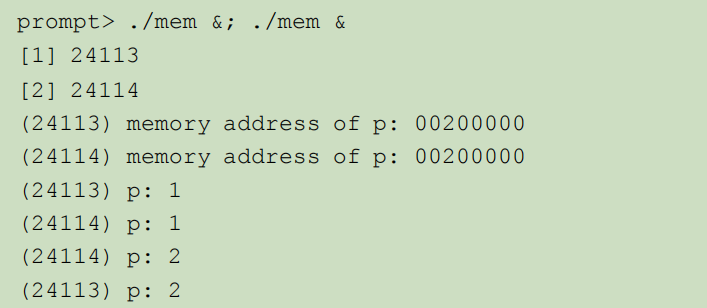 prompt> ./mem &; ./mem &
[1] 24113
[2] 24114
(24113) memory address of p: 00200000
(24114) memory address of p: 00200000
(24113) p: 1
(24114) p: 1
(24114) p: 2
(24113) p: 2